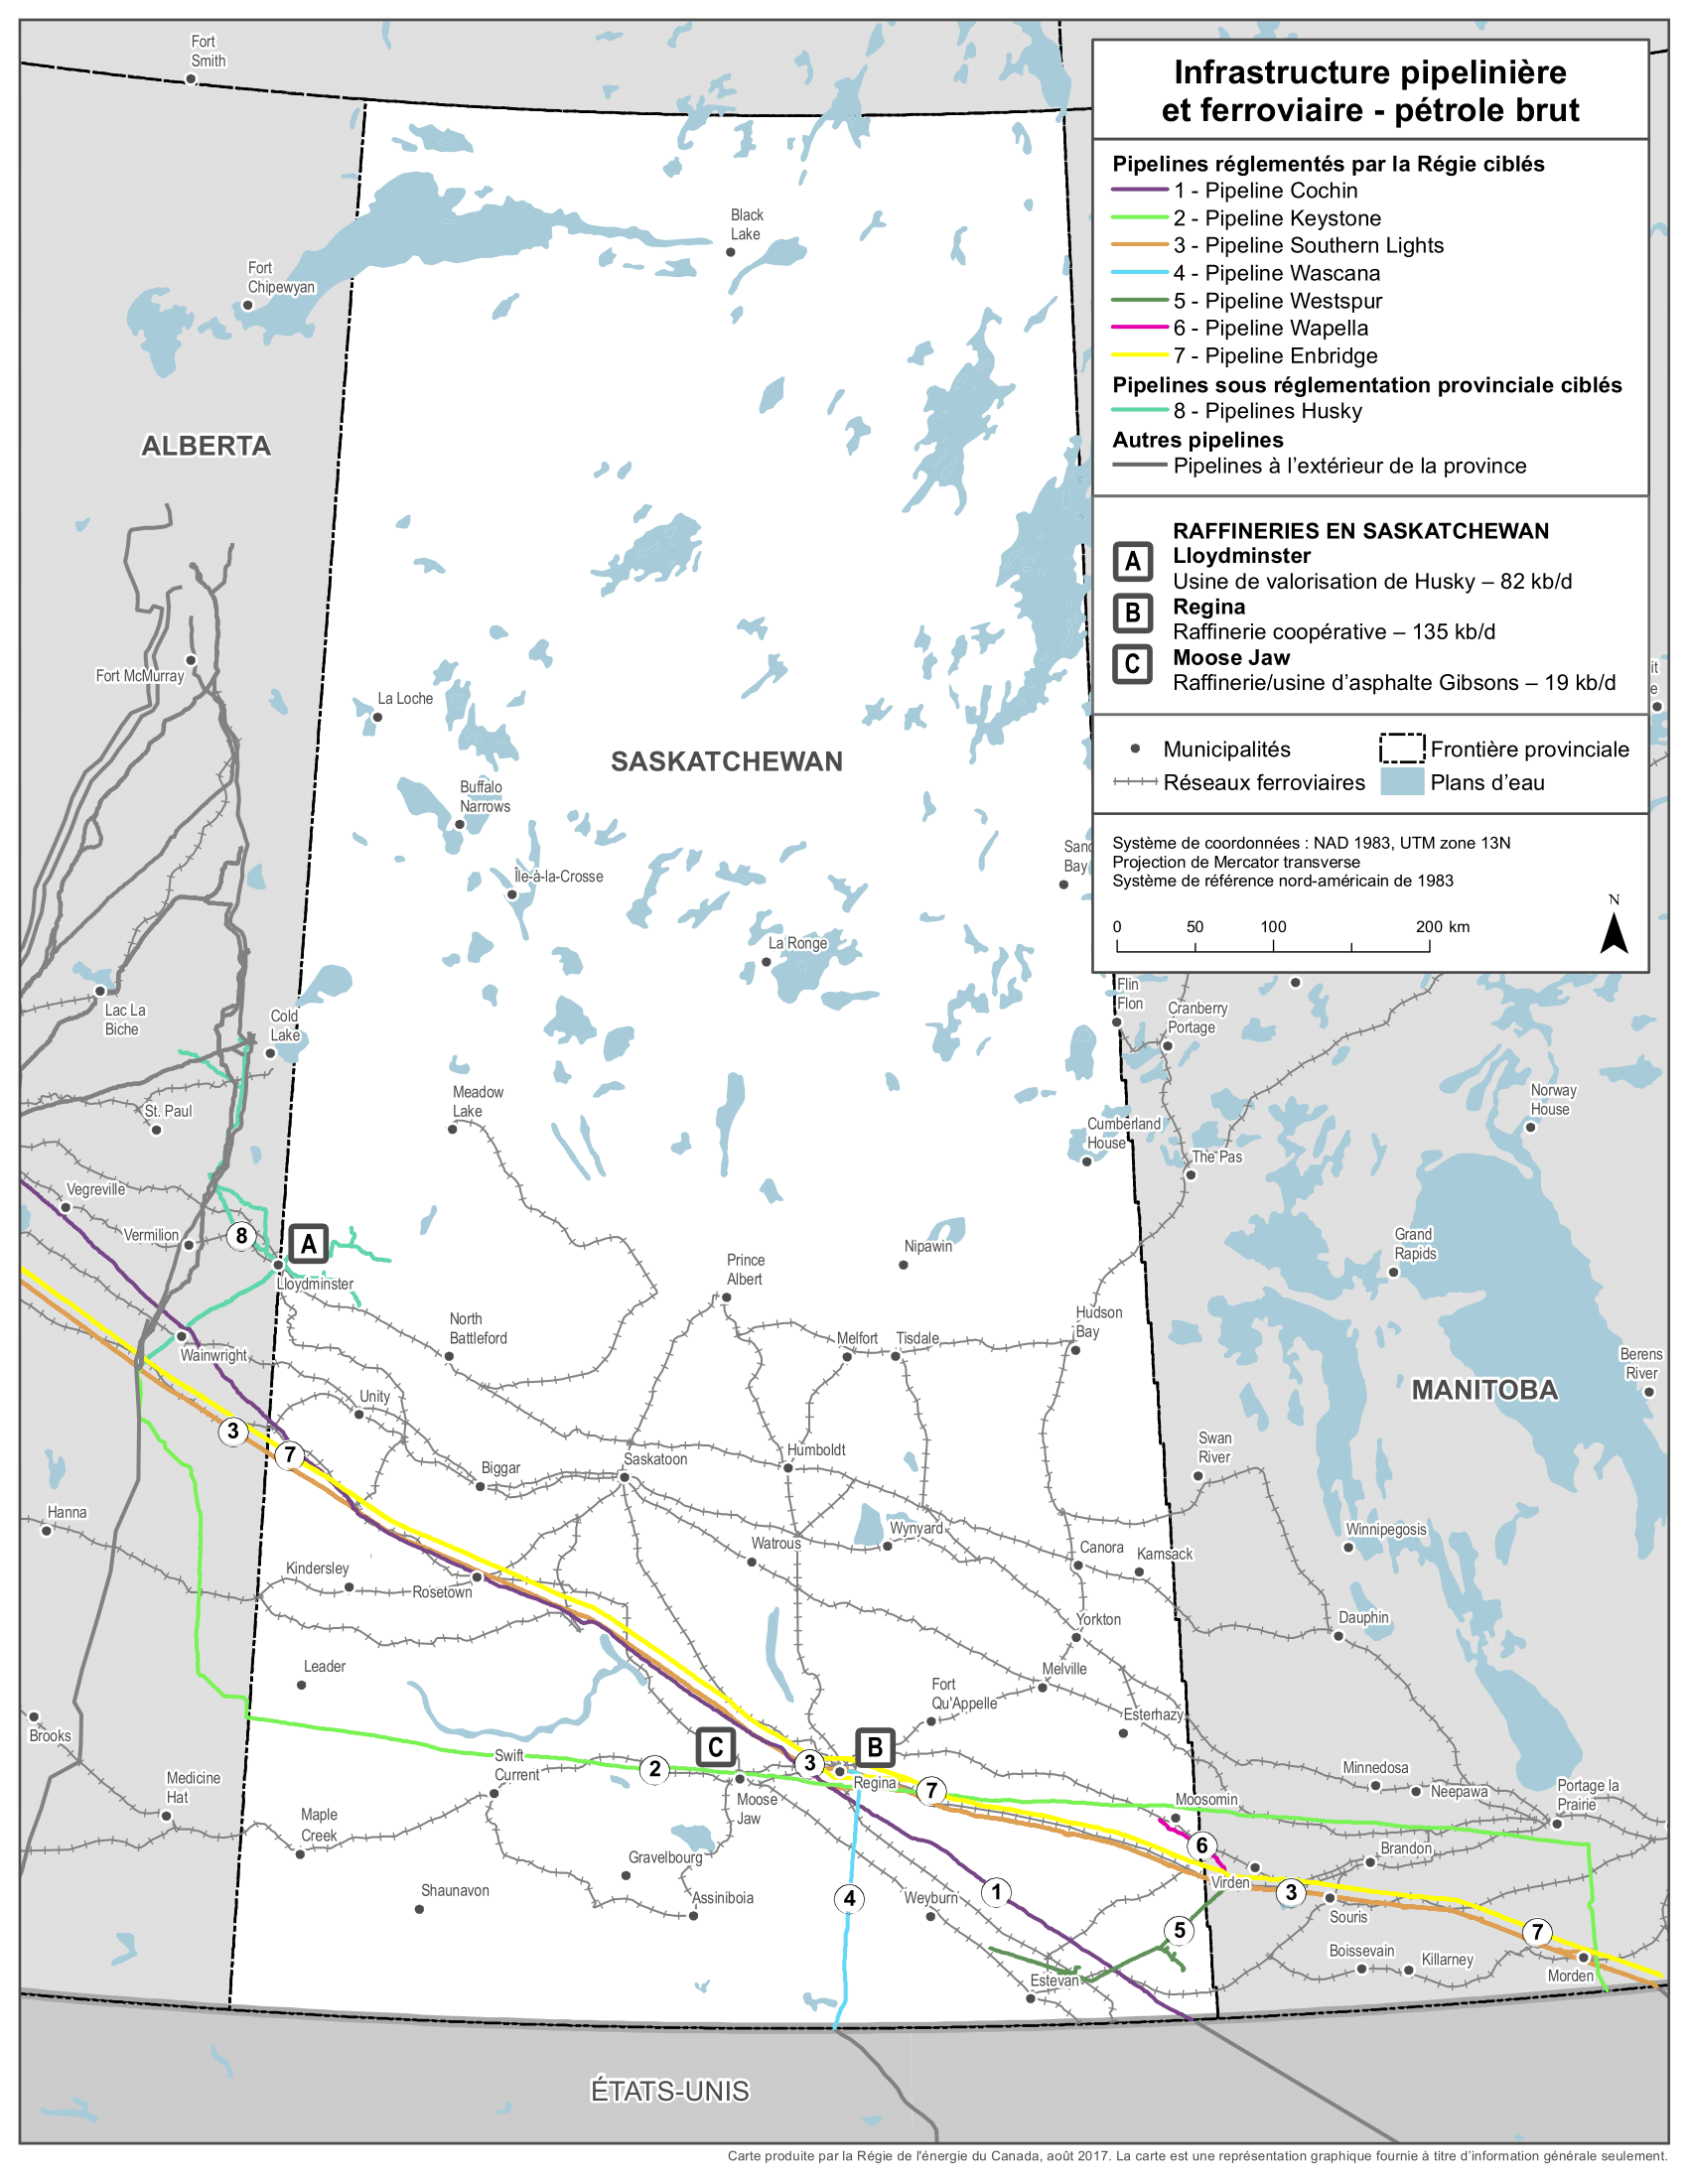 Infrastructure pipelinière
et ferroviaire - pétrole brut
Pipelines réglementés par la Régie ciblés
1 - Pipeline Cochin
2 - Pipeline Keystone
3 - Pipeline Southern Lights
4 - Pipeline Wascana
5 - Pipeline Westspur
6 - Pipeline Wapella
7 - Pipeline Enbridge
Pipelines sous réglementation provinciale ciblés
8 - Pipelines Husky
Autres pipelines
Pipelines à l’extérieur de la province
RAFFINERIES EN SASKATCHEWAN
A
Lloydminster
Usine de valorisation de Husky – 82 kb/d
B
Regina
Raffinerie coopérative – 135 kb/d
C
Moose Jaw
Raffinerie/usine d’asphalte Gibsons – 19 kb/d
Municipalités
Frontière provinciale
Réseaux ferroviaires
Plans d’eau
Système de coordonnées : NAD 1983, UTM zone 13N
Projection de Mercator transverse
Système de référence nord-américain de 1983
0 50 100 200 km
N
Fort
Smith
Black
Lake
Fort
Chipewyan
ALBERTA
Fort McMurray
La Loche
SASKATCHEWAN
Buffalo
Narrows
Île-à-la-Crosse
Bay
La Ronge
Lac La
Biche
Cold
Lake
Flin
Flon
Cranberry
Portage
St. Paul
Meadow
Lake
Cumberland
House
Norway
House
The Pas
Vegreville
Vermilion
8
A
Lloydminster
Prince
Albert
Nipawin
Grand
Rapids
North
Battleford
Melfort
Tisdale
Hudson
Bay
Wainwright
Berens
River
MANITOBA
Unity
3
7
Biggar
Saskatoon
Humboldt
Swan
River
Hanna
Watrous
Wynyard
Winnipegosis
Canora
Kamsack
Kindersley
Rosetown
Yorkton
Dauphin
Leader
Melville
Fort
Qu'Appelle
Esterhazy
Brooks
Swift
Current
2
C
3
B
Regina
7
Moose
Jaw
Moosomin
Minnedosa
Neepawa
Portage la
Prairie
Medicine
Hat
Maple
Creek
Gravelbourg
6
Brandon
Virden
3
Souris
Shaunavon
Assiniboia
4
Weyburn
1
5
7
Boissevain
Killarney
Morden
Estevan
ÉTATS-UNIS
Carte produite par la Régie de l'énergie du Canada, août 2017. La carte est une représentation graphique fournie à titre d’information générale seulement.